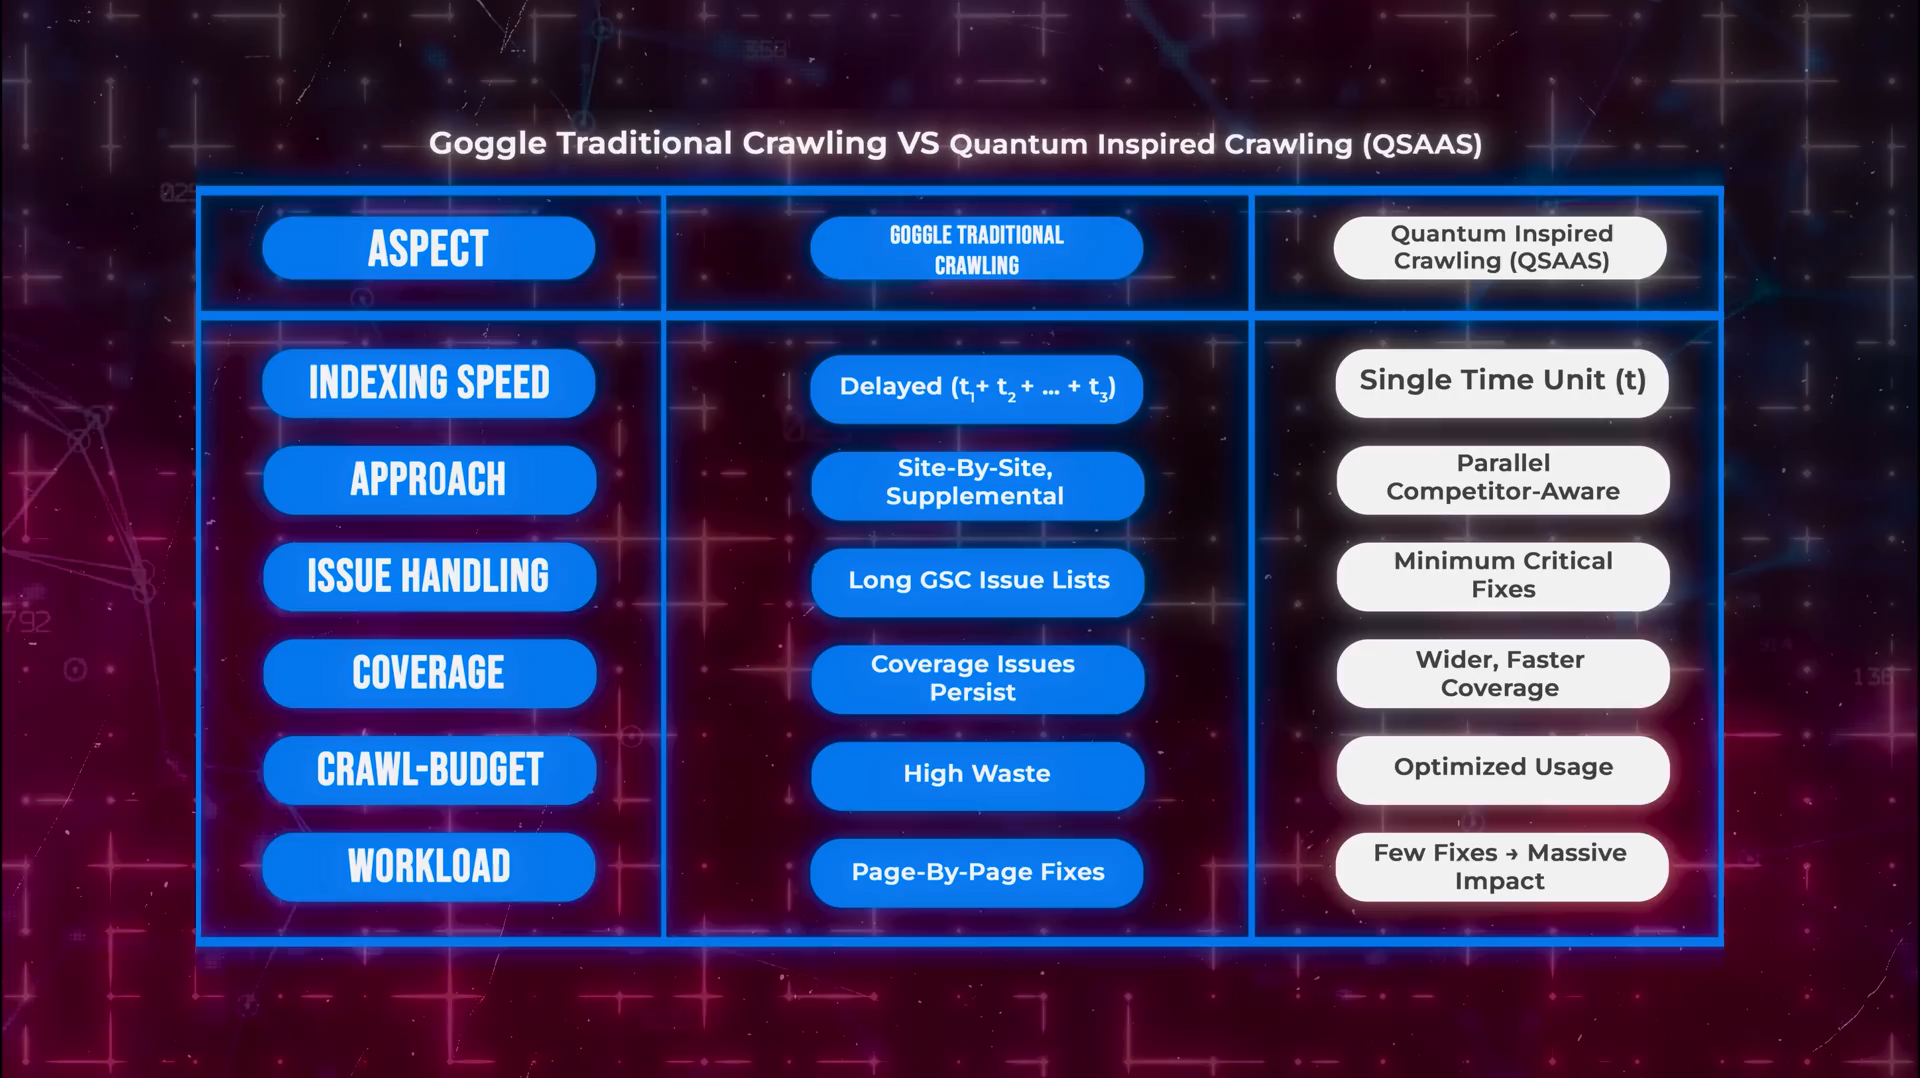 Goggle Traditional Crawling VS Quantum Inspired Crawling (QSAAS)
ASPECT
GOGGLE TRADITIONAL
CRAWLING
Quantum Inspired
Crawling (QSAAS)
INDEXING SPEED
Delayed (t₁+ t₂ + ... + t₃)
Single Time Unit (t)
APPROACH
Site-By-Site,
Supplemental
Parallel
Competitor-Aware
ISSUE HANDLING
Long GSC Issue Lists
Minimum Critical
Fixes
COVERAGE
Coverage Issues
Persist
Wider, Faster
Coverage
CRAWL-BUDGET
High Waste
Optimized Usage
WORKLOAD
Page-By-Page Fixes
Few Fixes → Massive
Impact
025
792
136